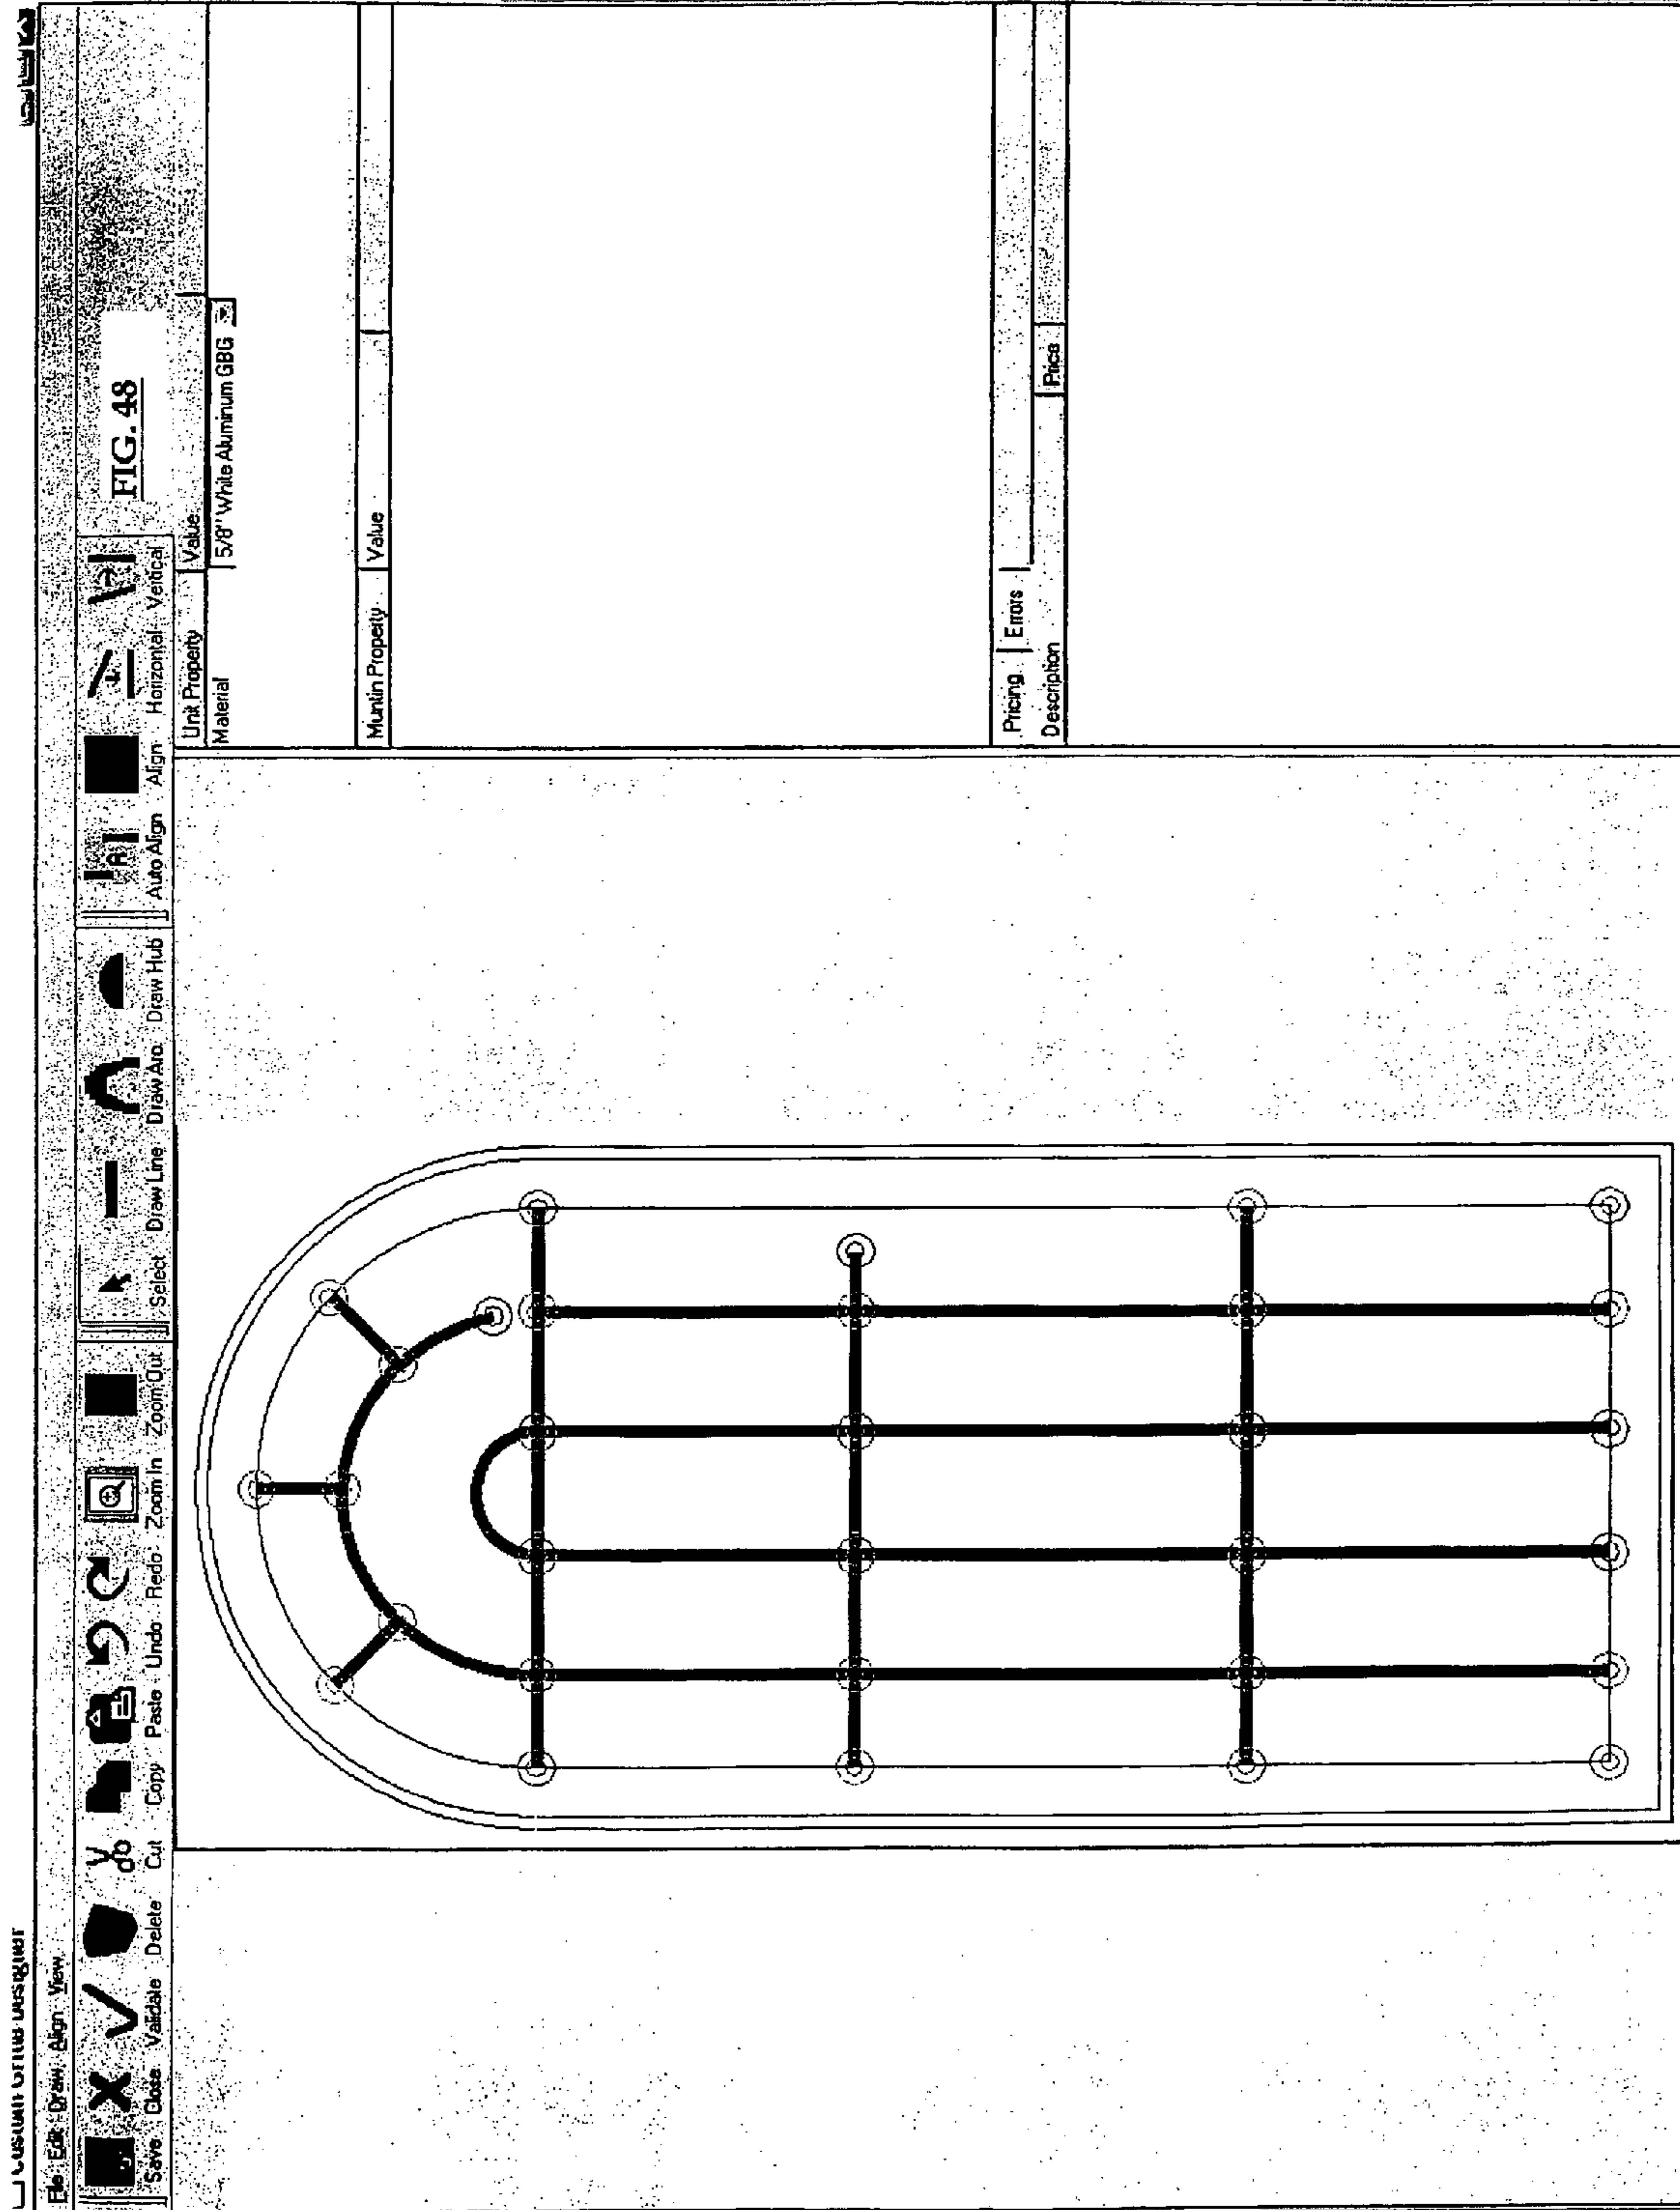 Custom Grille Designer
File Edit Draw Align View
Save Close Validate Delete Cut Copy Paste Undo Redo Zoom In Zoom Out Select Draw Line Draw Arc Draw Hub Auto Align Align Horizontal Vertical
FIG. 48
Unit Property Value
Material 5/8" White Aluminum GBG
Muntin Property Value
Pricing Errors
Description Price